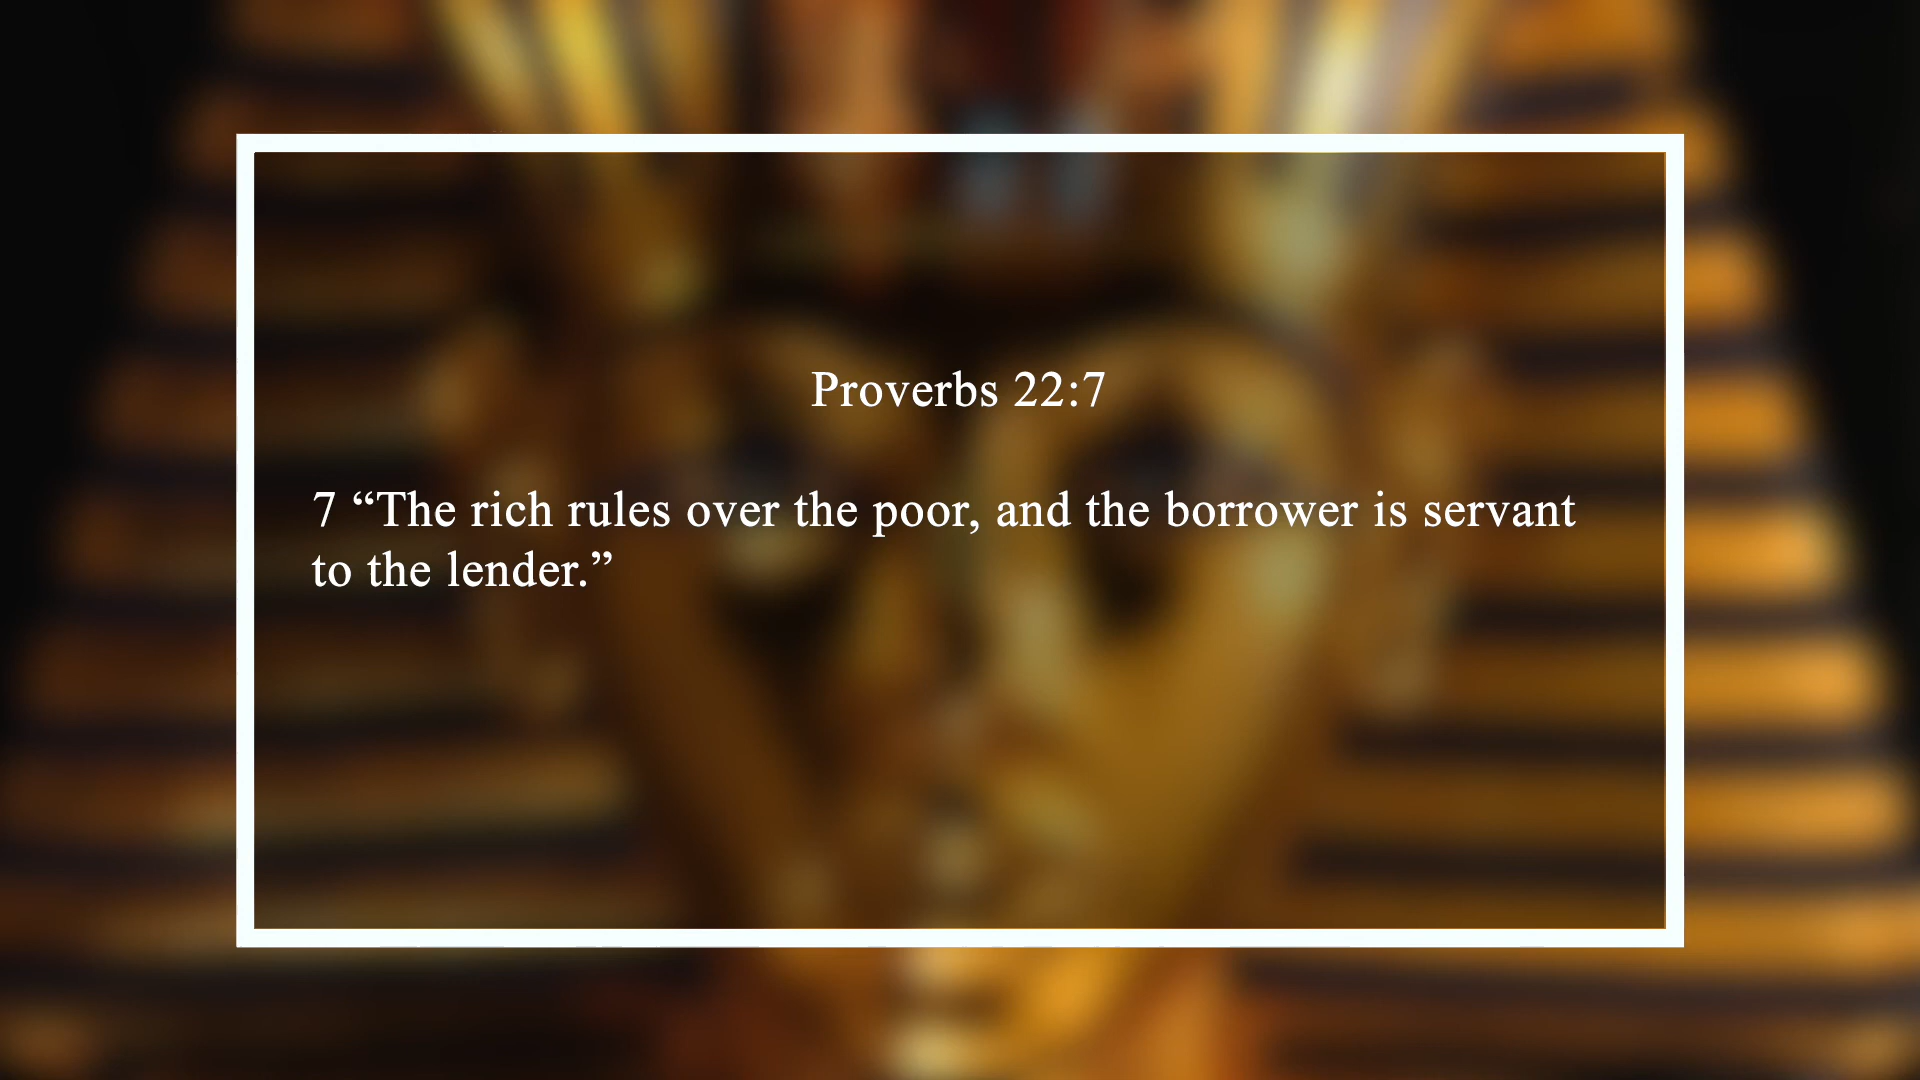 Proverbs 22:7
7 “The rich rules over the poor, and the borrower is servant
to the lender.”